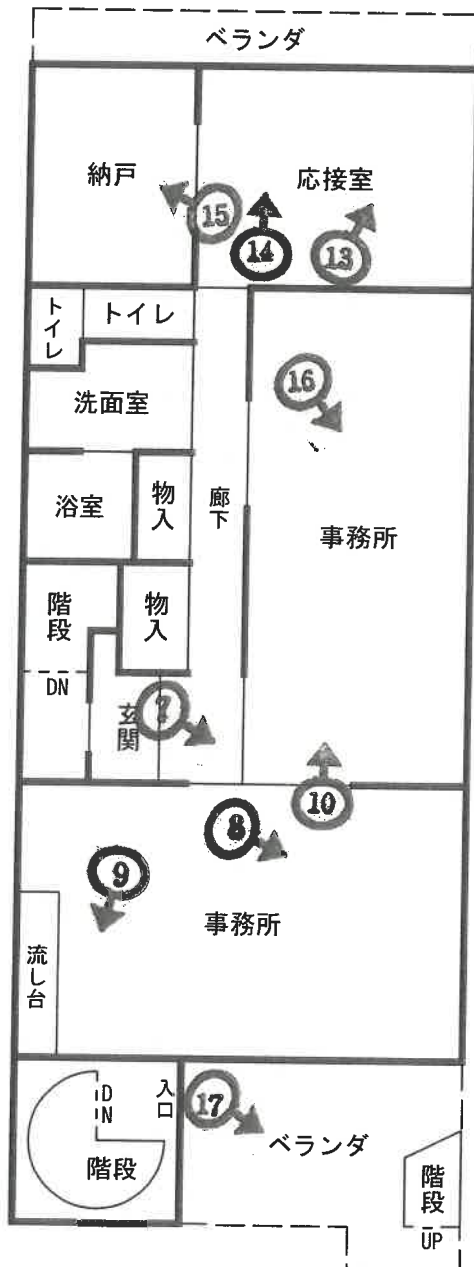 ベランダ
納戸
応接室
15
14
13
トイレ
トイレ
16
洗面室
浴室
物入
廊下
事務所
階段
物入
DN
玄関
7
10
8
9
事務所
流し台
DN
入口
17
ベランダ
階段
階段
UP